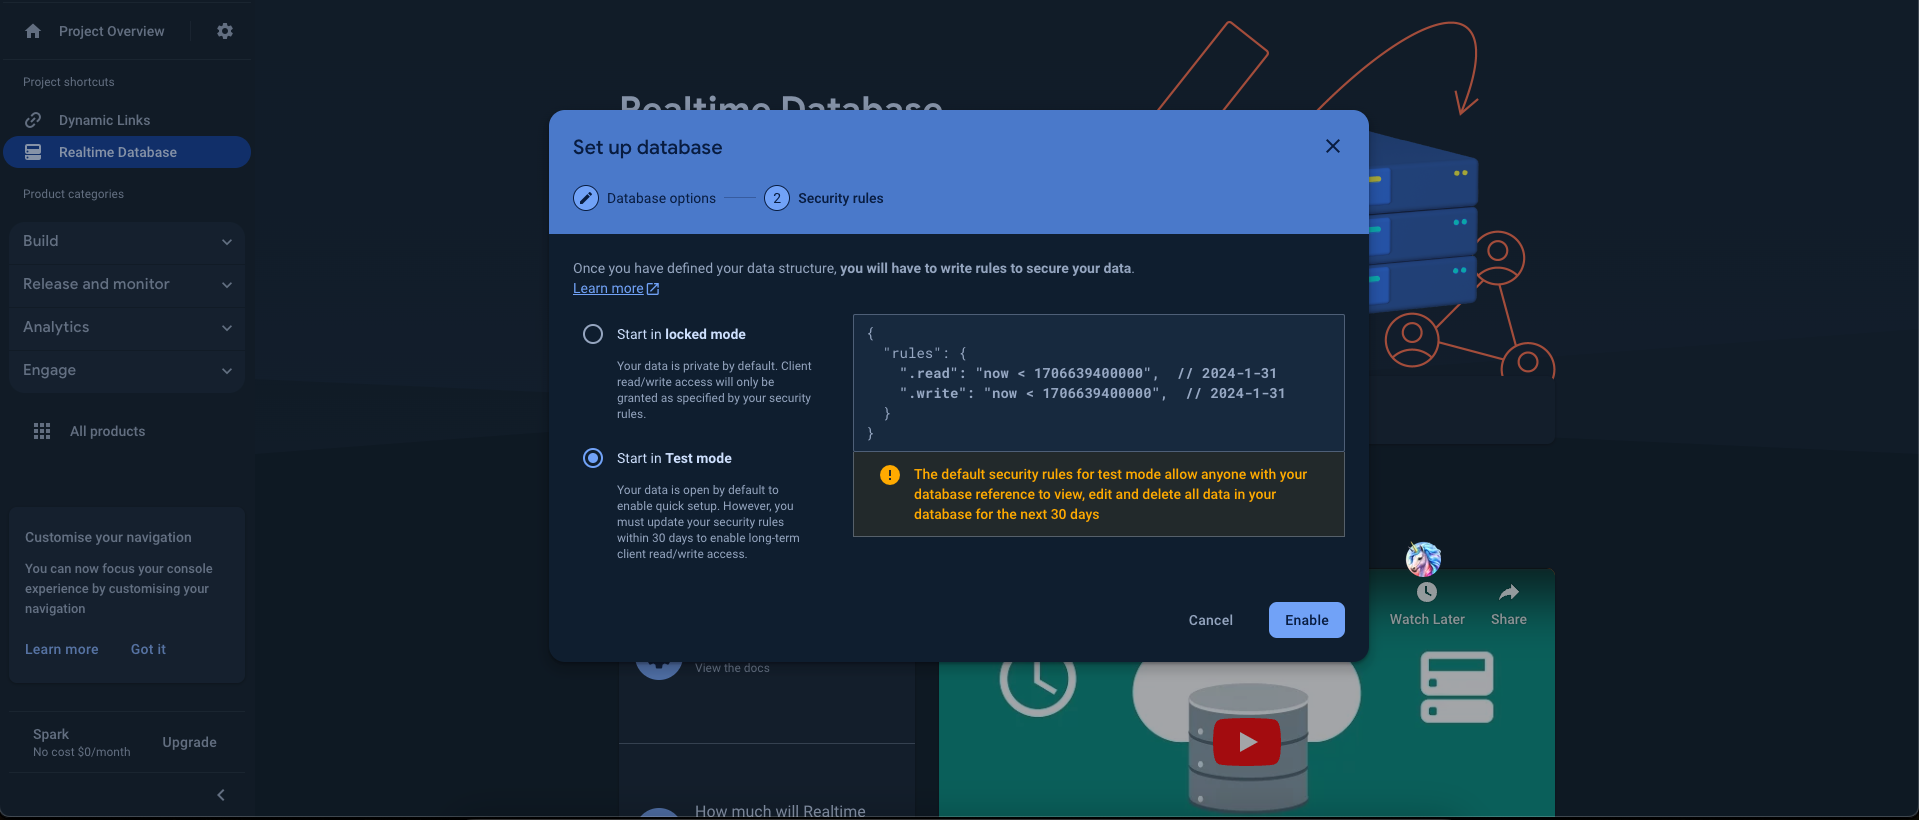 Project Overview
Project shortcuts
Dynamic Links
Realtime Database
Product categories
Build
Release and monitor
Analytics
Engage
All products
Customise your navigation
You can now focus your console
experience by customising your
navigation
Learn more Got it
Spark
No cost $0/month
Upgrade
Realtime Database
Set up database
Database options
2 Security rules
Once you have defined your data structure, you will have to write rules to secure your data.
Learn more
Start in locked mode
Your data is private by default. Client
read/write access will only be
granted as specified by your security
rules.
Start in Test mode
Your data is open by default to
enable quick setup. However, you
must update your security rules
within 30 days to enable long-term
client read/write access.
{
"rules": {
".read": "now < 1706639400000", // 2024-1-31
".write": "now < 1706639400000", // 2024-1-31
}
}
The default security rules for test mode allow anyone with your
database reference to view, edit and delete all data in your
database for the next 30 days
Cancel Enable
View the docs
How much will Realtime
Watch Later Share